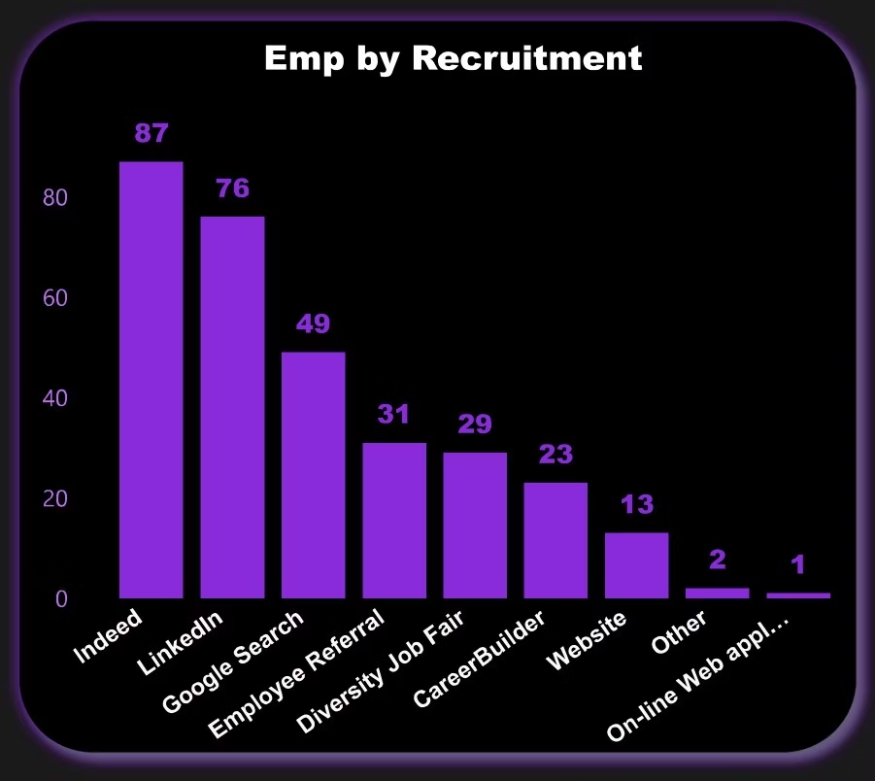 Emp by Recruitment
87
76
49
31
29
23
13
2
1
80
60
40
20
0
Indeed
LinkedIn
Google Search
Employee Referral
Diversity Job Fair
CareerBuilder
Website
Other
On-line Web appl...